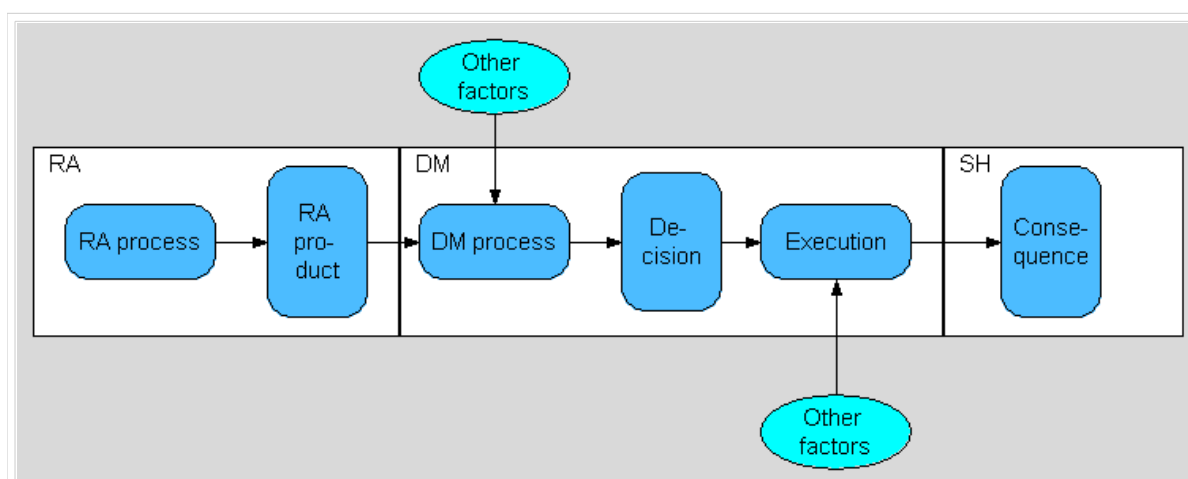 Other
factors
RA
DM
SH
RA process
RA
pro-
duct
DM process
De-
cision
Execution
Conse-
quence
Other
factors